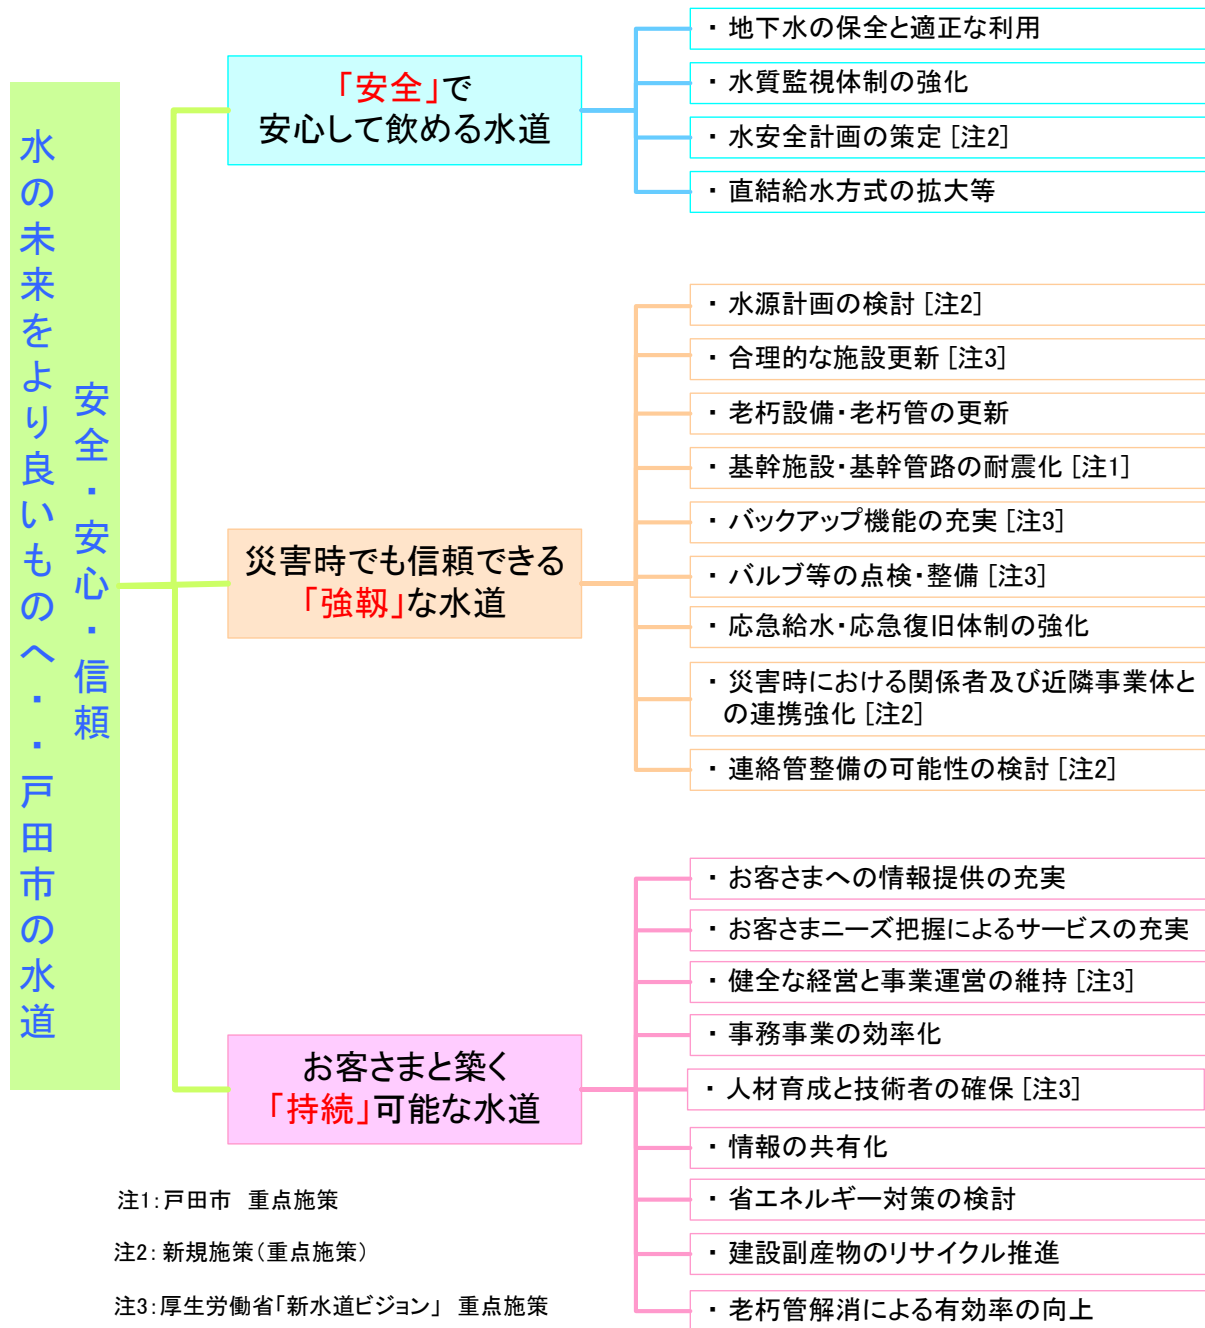 水の未来をより良いものへ・・戸田市の水道
安全・安心・信頼
「安全」で
安心して飲める水道
・地下水の保全と適正な利用
・水質監視体制の強化
・水安全計画の策定 [注2]
・直結給水方式の拡大等
災害時でも信頼できる
「強靱」な水道
・水源計画の検討 [注2]
・合理的な施設更新 [注3]
・老朽設備・老朽管の更新
・基幹施設・基幹管路の耐震化 [注1]
・バックアップ機能の充実 [注3]
・バルブ等の点検・整備 [注3]
・応急給水・応急復旧体制の強化
・災害時における関係者及び近隣事業体と
の連携強化 [注2]
・連絡管整備の可能性の検討 [注2]
お客さまと築く
「持続」可能な水道
・お客さまへの情報提供の充実
・お客さまニーズ把握によるサービスの充実
・健全な経営と事業運営の維持 [注3]
・事務事業の効率化
・人材育成と技術者の確保 [注3]
・情報の共有化
・省エネルギー対策の検討
・建設副産物のリサイクル推進
・老朽管解消による有効率の向上
注1：戸田市　重点施策
注2：新規施策（重点施策）
注3：厚生労働省「新水道ビジョン」　重点施策